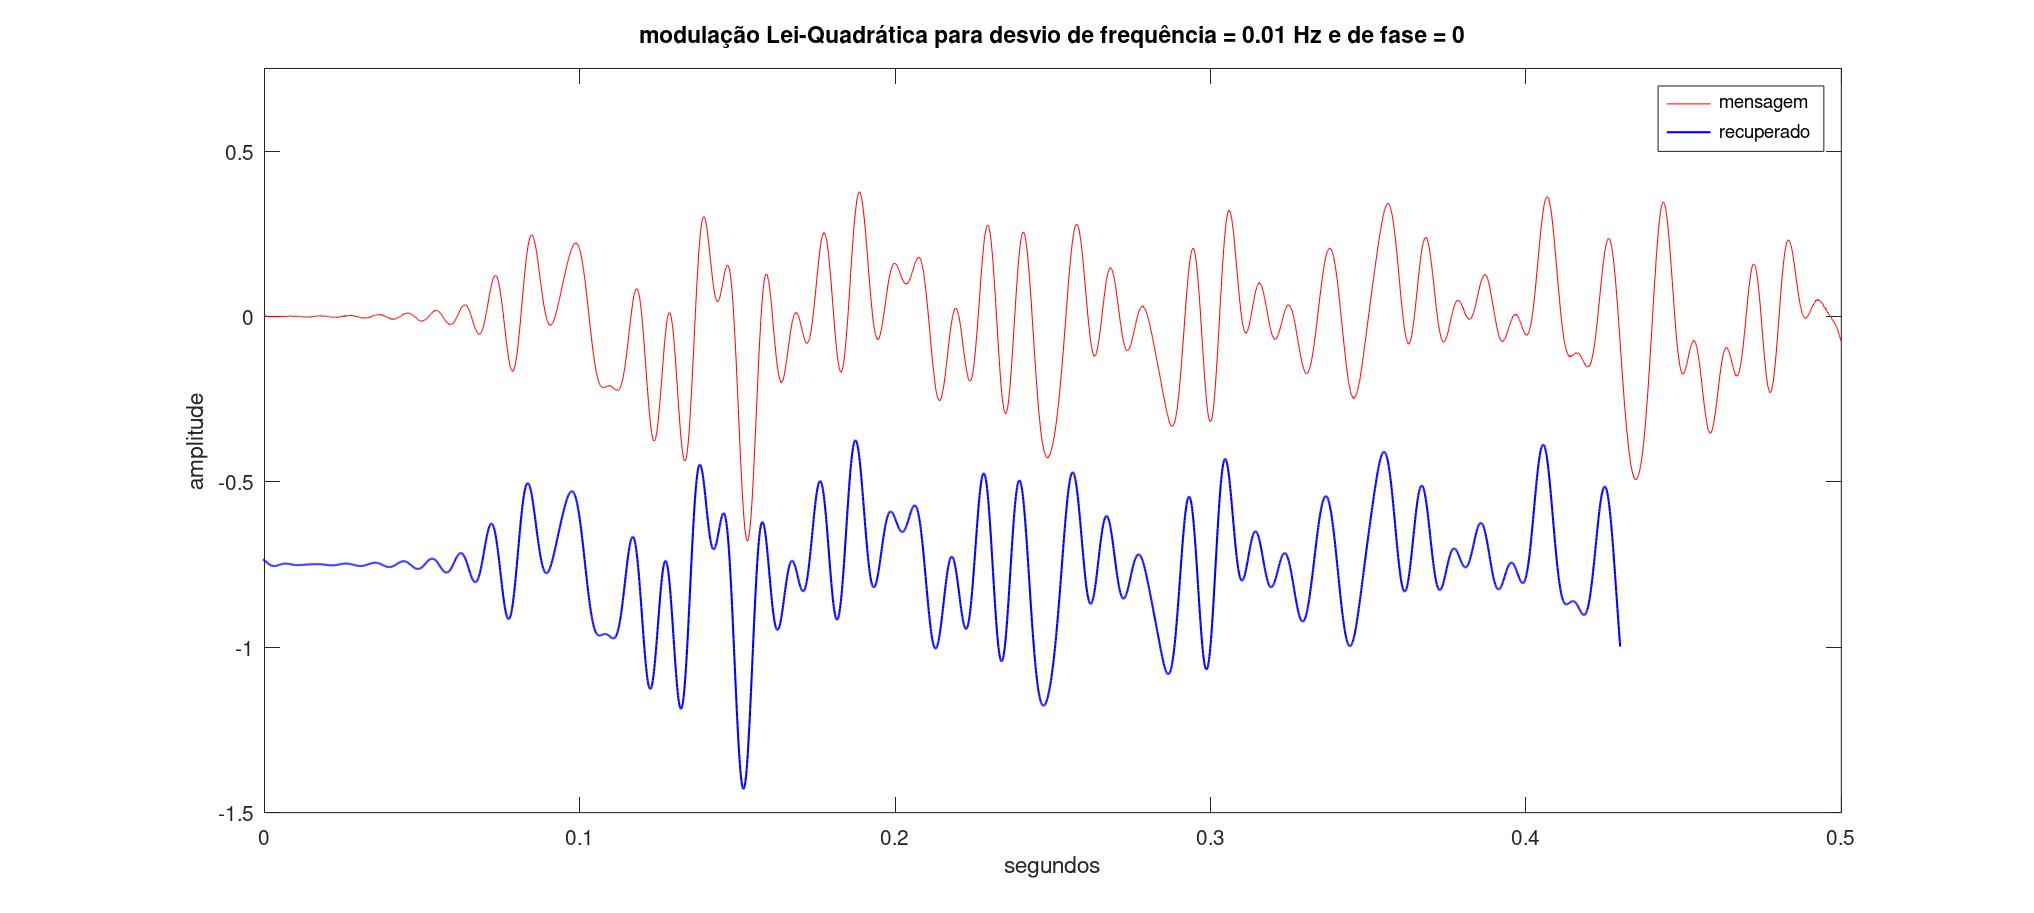 modulação Lei-Quadrática para desvio de frequência = 0.01 Hz e de fase = 0
mensagem
recuperado
0.5
0
-0.5
-1
-1.5
amplitude
0
0.1
0.2
0.3
0.4
0.5
segundos